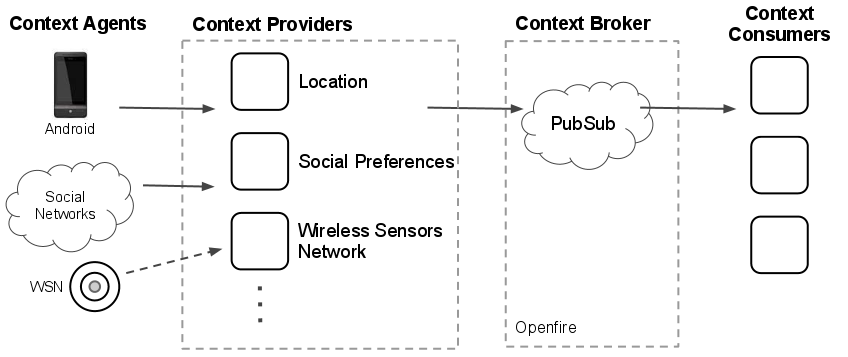 Context Agents
Context Providers
Context Broker
Context
Consumers
Android
Location
PubSub
Social
Networks
Social Preferences
WSN
Wireless Sensors
Network
Openfire